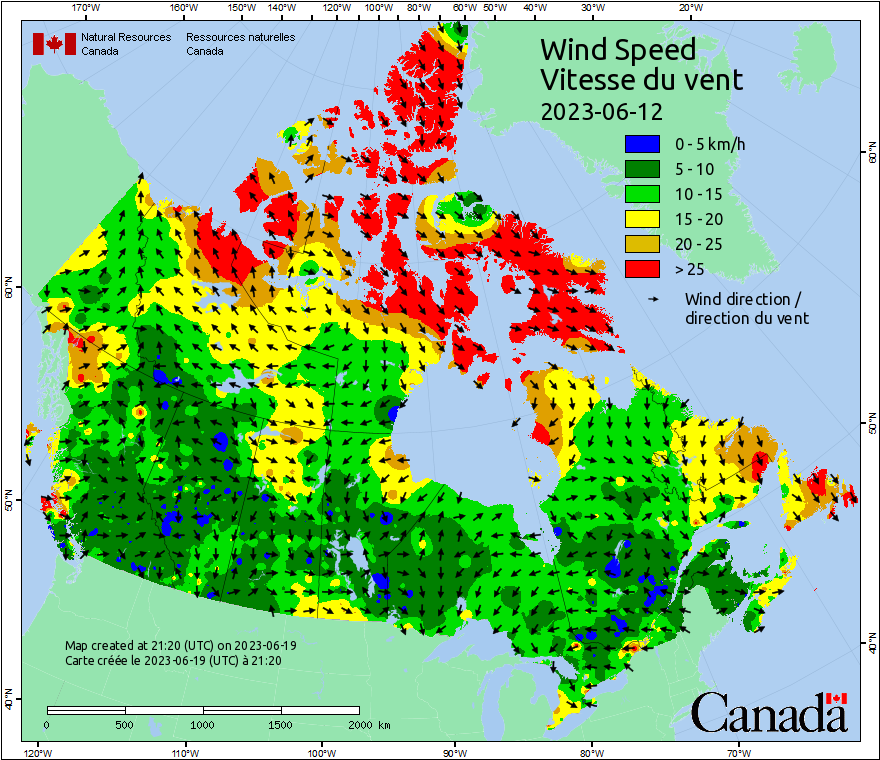 170°W 160°W 150°W 140°W 130°W 120°W 110°W 100°W 80°W 60°W 50°W 40°W 30°W 20°W
Natural Resources Ressources naturelles
Canada Canada
Wind Speed
Vitesse du vent
2023-06-12
0 - 5 km/h
5 - 10
10 - 15
15 - 20
20 - 25
> 25
Wind direction /
direction du vent
60°N
60°N
50°N
50°N
40°N
40°N
Map created at 21:20 (UTC) on 2023-06-19
Carte créée le 2023-06-19 (UTC) à 21:20
0 500 1000 1500 2000 km
Canada
120°W 110°W 100°W 90°W 80°W 70°W